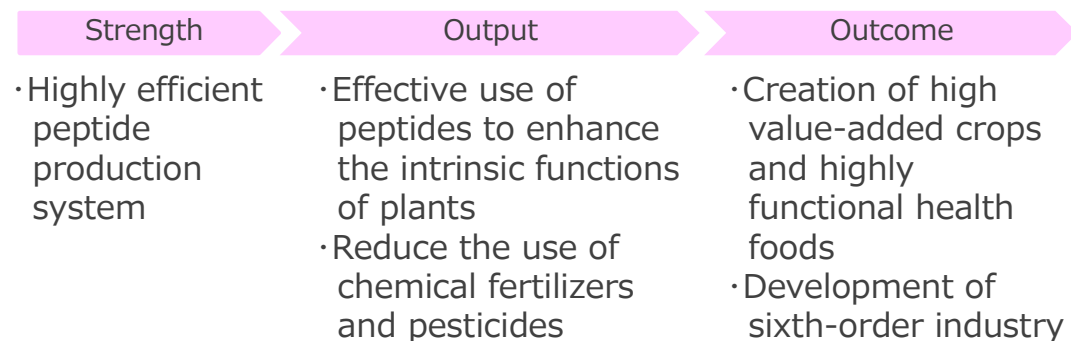 Strength
Output
Outcome
・Highly efficient
peptide
production
system
・Effective use of
peptides to enhance
the intrinsic functions
of plants
・Reduce the use of
chemical fertilizers
and pesticides
・Creation of high
value-added crops
and highly
functional health
foods
・Development of
sixth-order industry